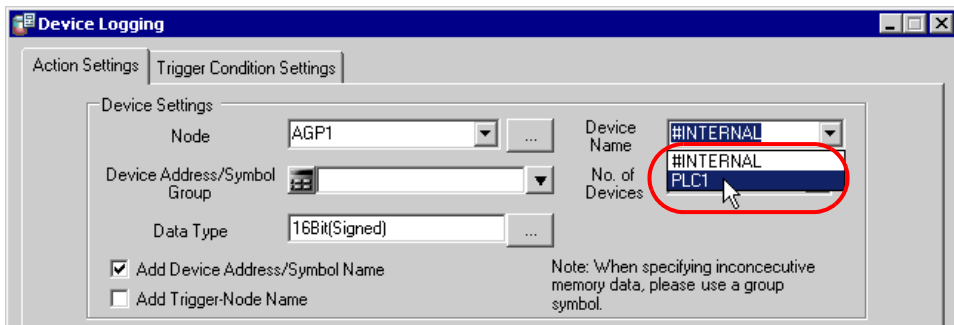 Device Logging
Action Settings
Trigger Condition Settings
Device Settings
Node
AGP1
...
Device Name
#INTERNAL
#INTERNAL
PLC1
Device Address/Symbol Group
No. of Devices
Data Type
16Bit(Signed)
...
Add Device Address/Symbol Name
Add Trigger-Node Name
Note: When specifying inconcecutive
memory data, please use a group
symbol.